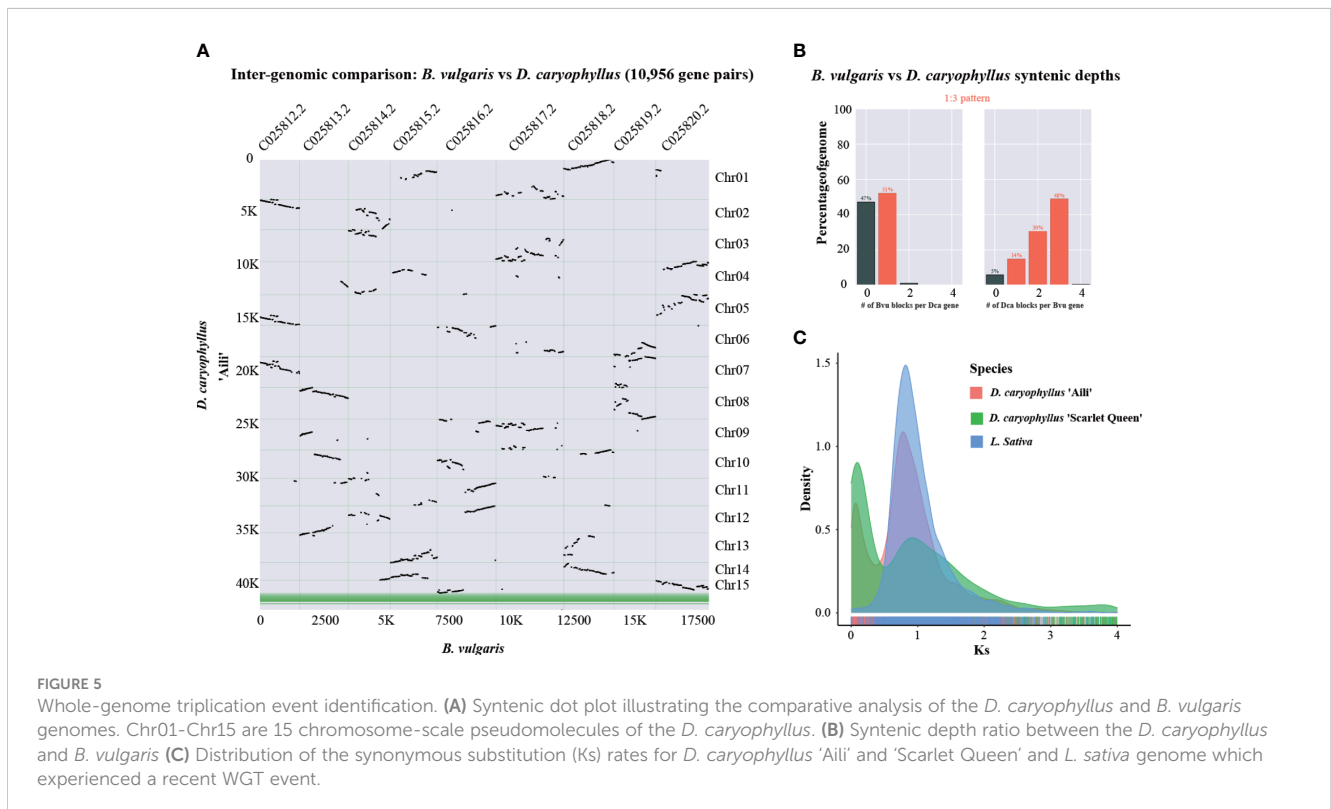 A
Inter-genomic comparison: B. vulgaris vs D. caryophyllus (10,956 gene pairs)
C025812.2
C025813.2
C025814.2
C025815.2
C025816.2
C025817.2
C025818.2
C025819.2
C025820.2
0
5K
10K
15K
20K
25K
30K
35K
40K
D. caryophyllus
'Aili'
Chr01
Chr02
Chr03
Chr04
Chr05
Chr06
Chr07
Chr08
Chr09
Chr10
Chr11
Chr12
Chr13
Chr14
Chr15
0 2500 5K 7500 10K 12500 15K 17500
B. vulgaris
B
B. vulgaris vs D. caryophyllus syntenic depths
1:3 pattern
Percentageofgenome
100
80
60
40
20
0
47%
51%
5%
14%
30%
48%
0 2 4
0 2 4
# of Bvu blocks per Dca gene
# of Dca blocks per Bvu gene
C
1.5
1.0
0.5
0.0
Density
Species
D. caryophyllus 'Aili'
D. caryophyllus 'Scarlet Queen'
L. Sativa
0 1 2 3 4
Ks
FIGURE 5
Whole-genome triplication event identification. (A) Syntenic dot plot illustrating the comparative analysis of the D. caryophyllus and B. vulgaris
genomes. Chr01-Chr15 are 15 chromosome-scale pseudomolecules of the D. caryophyllus. (B) Syntenic depth ratio between the D. caryophyllus
and B. vulgaris (C) Distribution of the synonymous substitution (Ks) rates for D. caryophyllus ‘Aili’ and ‘Scarlet Queen’ and L. sativa genome which
experienced a recent WGT event.